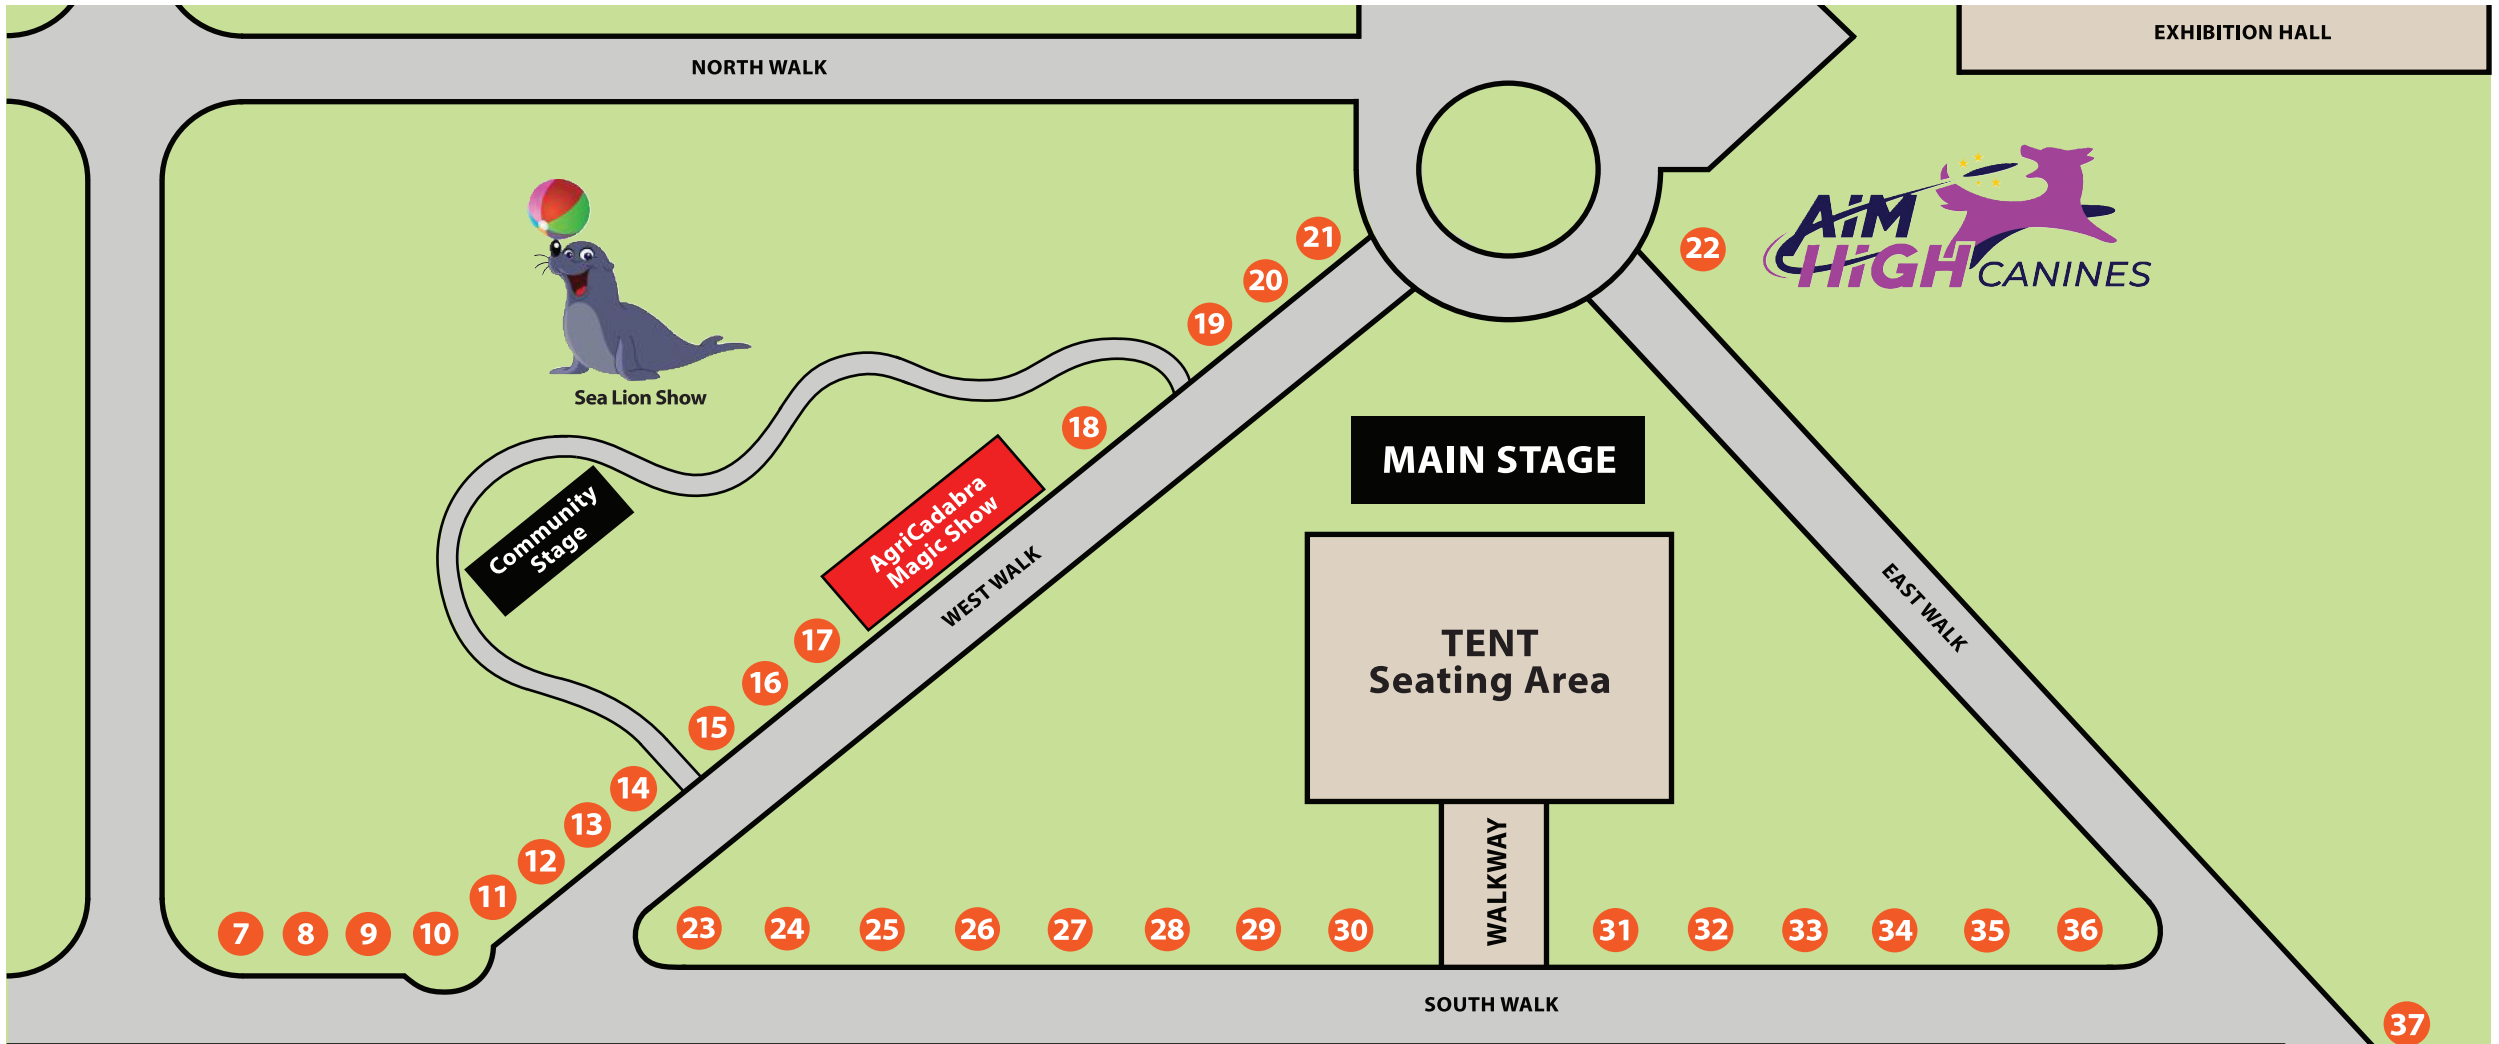 EXHIBITION HALL
NORTH WALK
AIM
HIGH CANINES
Sea Lion Show
21
22
20
19
18
MAIN STAGE
Community
Stage
AgriCadabra
Magic Show
WEST WALK
EAST WALK
TENT
Seating Area
17
16
15
14
13
12
11
WALKWAY
7
8
9
10
23
24
25
26
27
28
29
30
31
32
33
34
35
36
SOUTH WALK
37